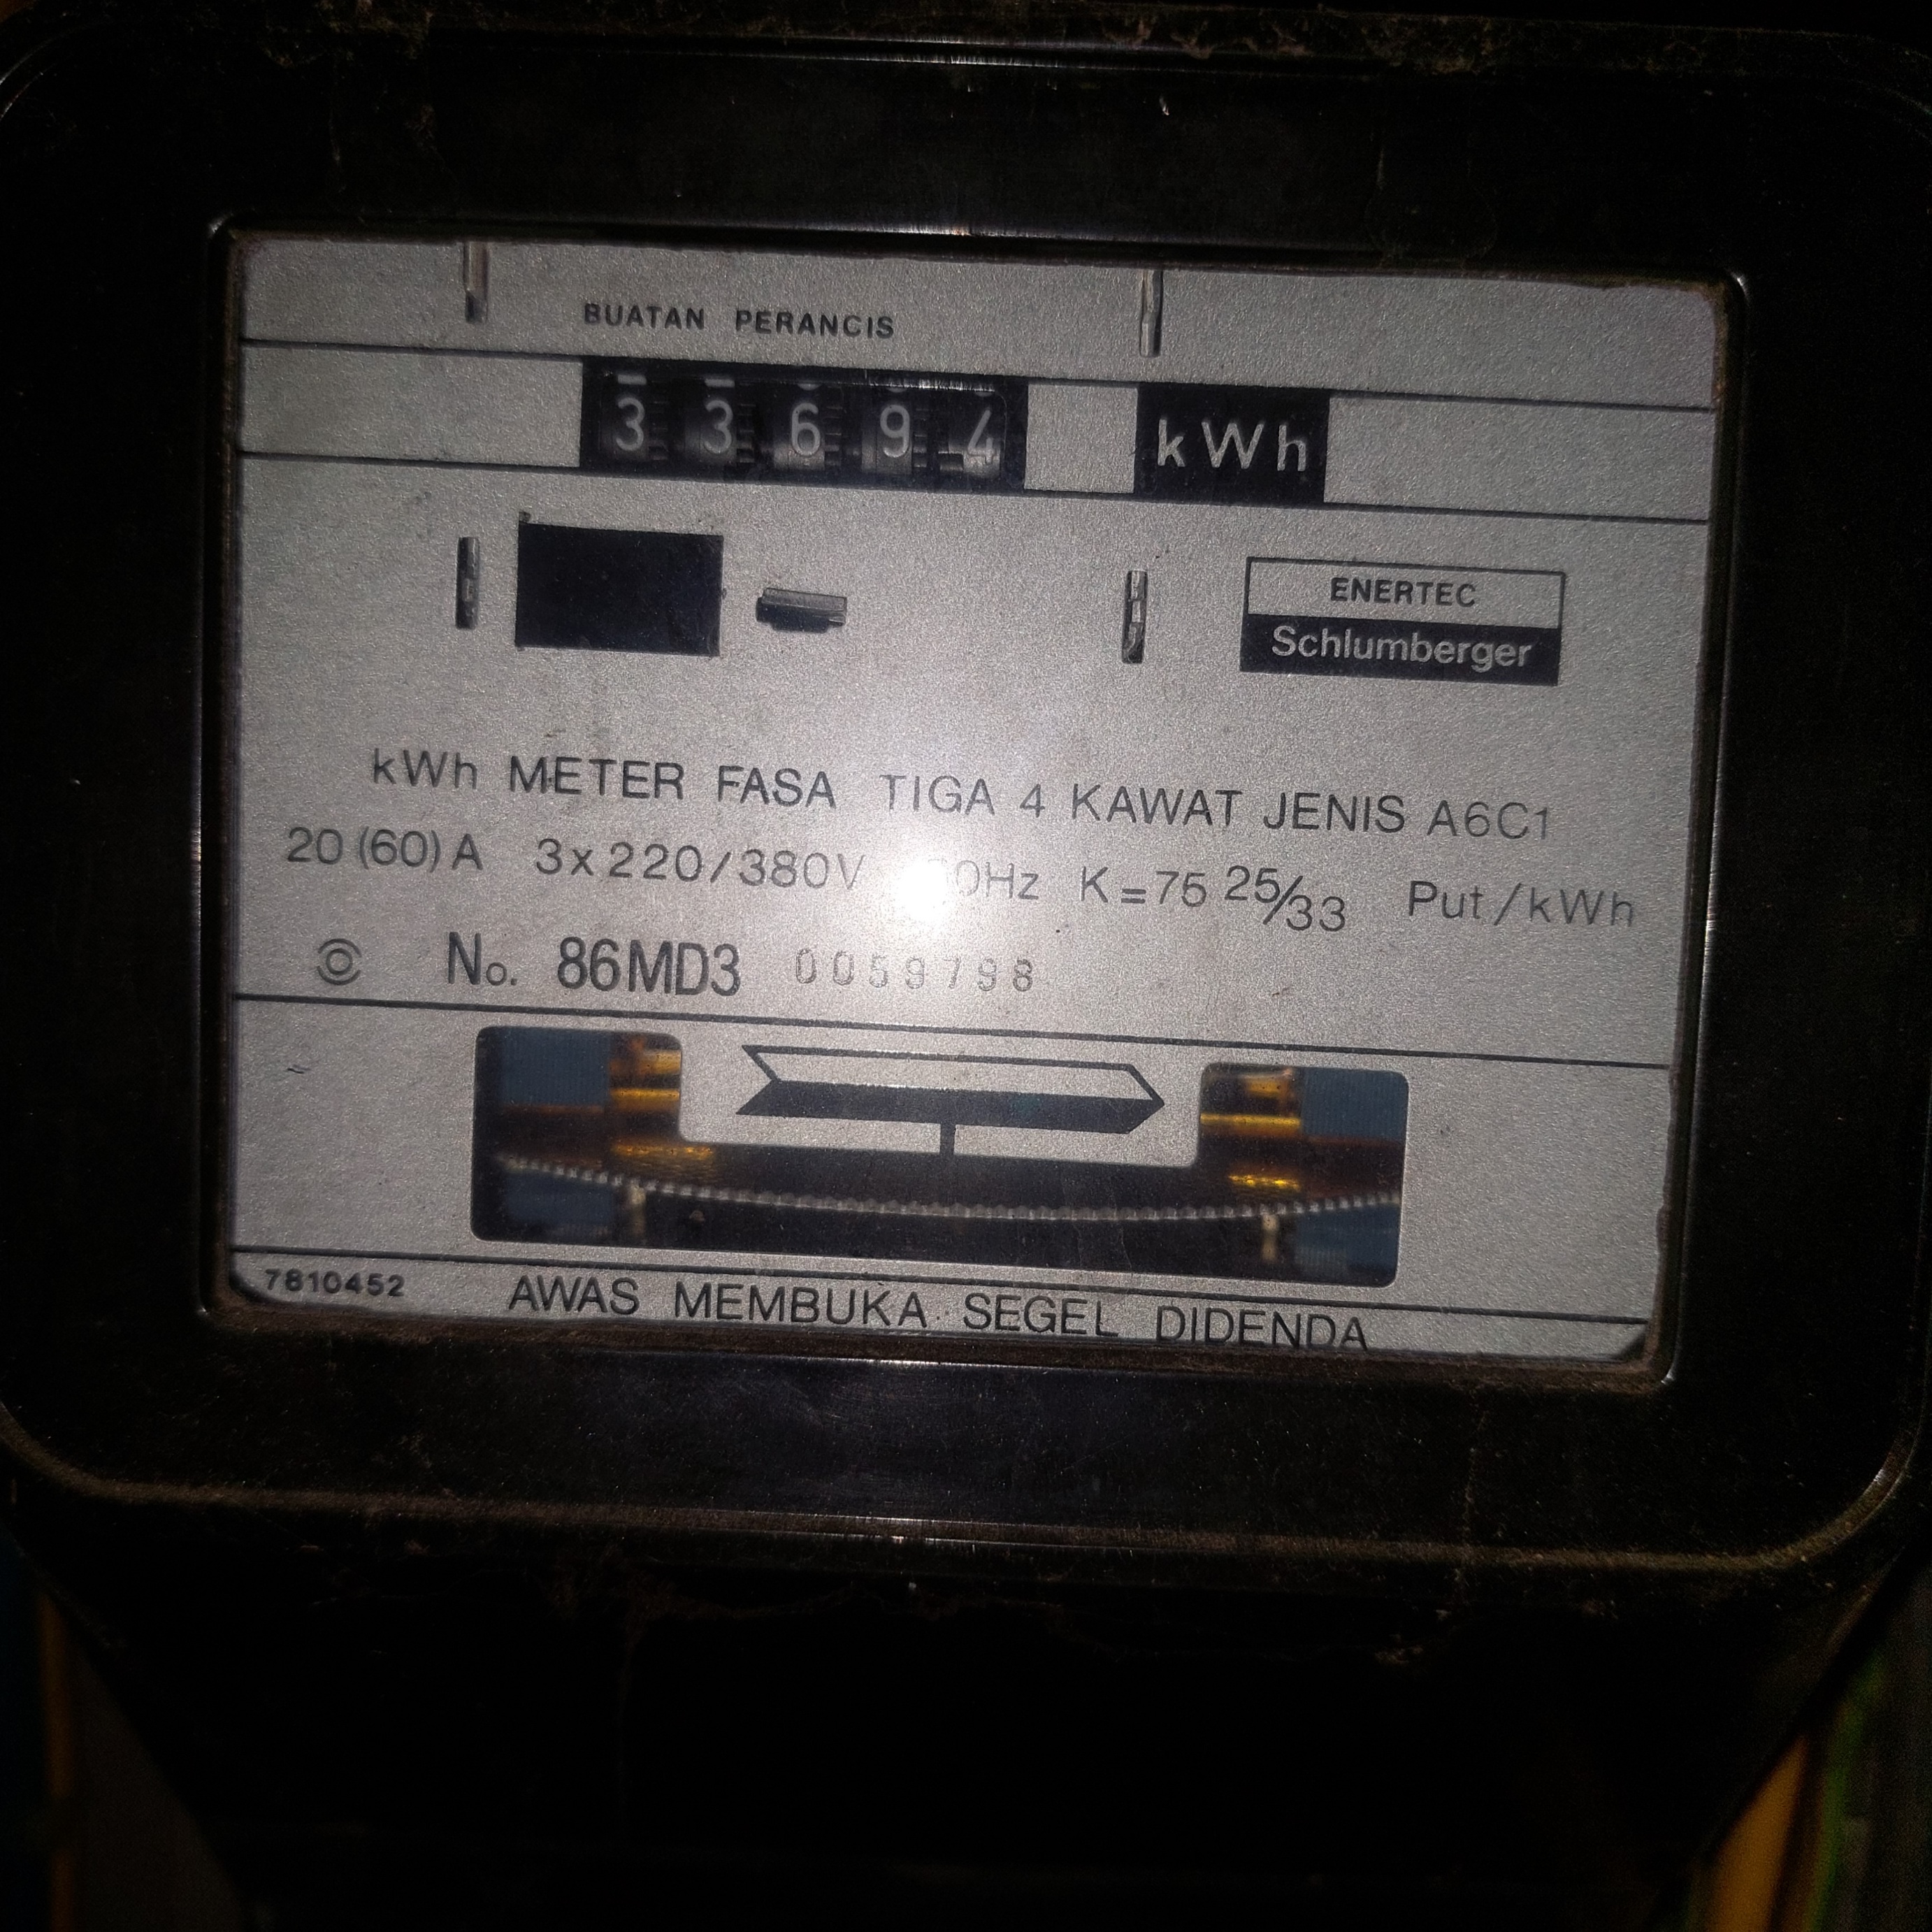 BUATAN PERANCIS
33694 kWh
ENERTEC
Schlumberger
kWh METER FASA TIGA 4 KAWAT JENIS A6C1
20 (60) A 3x220/380V 0Hz K=75 25/33 Put/kWh
No. 86MD3 0059798
7810452 AWAS MEMBUKA SEGEL DIDENDA